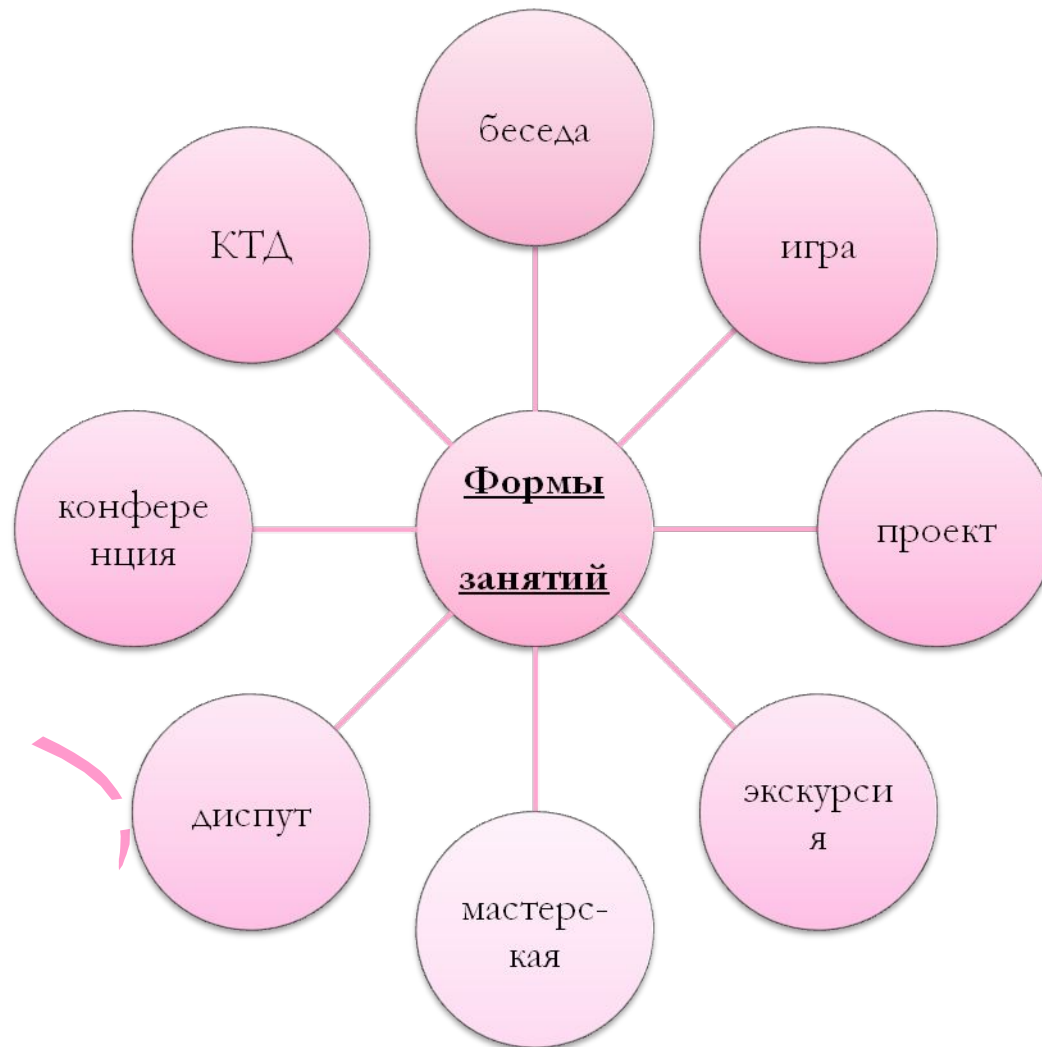 беседа
КТД
игра
конфере
нция
Формы
занятий
проект
диспут
экскурси
я
мастерс-
кая